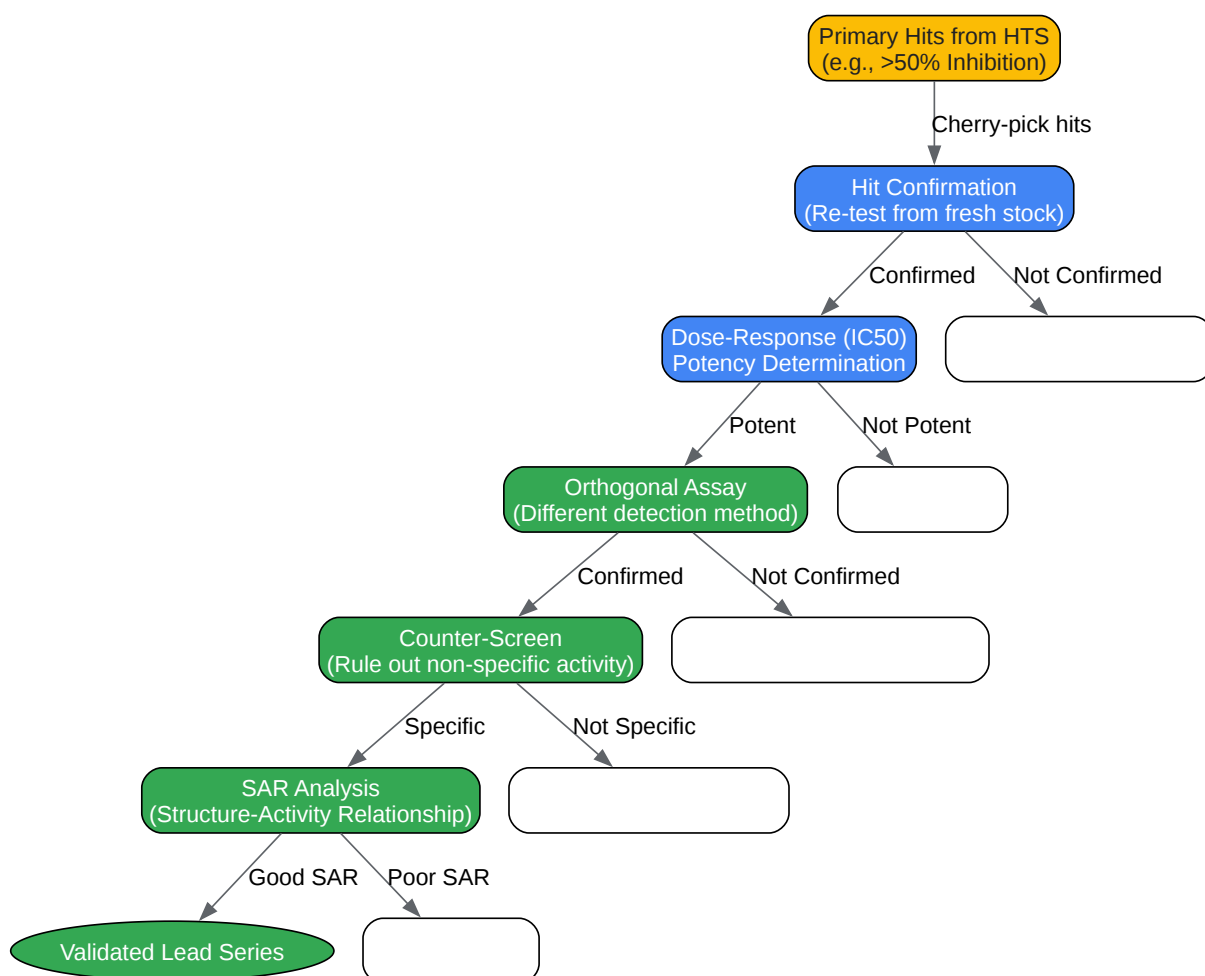 Primary Hits from HTS
(e.g., >50% Inhibition)
Cherry-pick hits
Hit Confirmation
(Re-test from fresh stock)
Confirmed
Not Confirmed
Dose-Response (IC50)
Potency Determination
Potent
Not Potent
Orthogonal Assay
(Different detection method)
Confirmed
Not Confirmed
Counter-Screen
(Rule out non-specific activity)
Specific
Not Specific
SAR Analysis
(Structure-Activity Relationship)
Good SAR
Poor SAR
Validated Lead Series